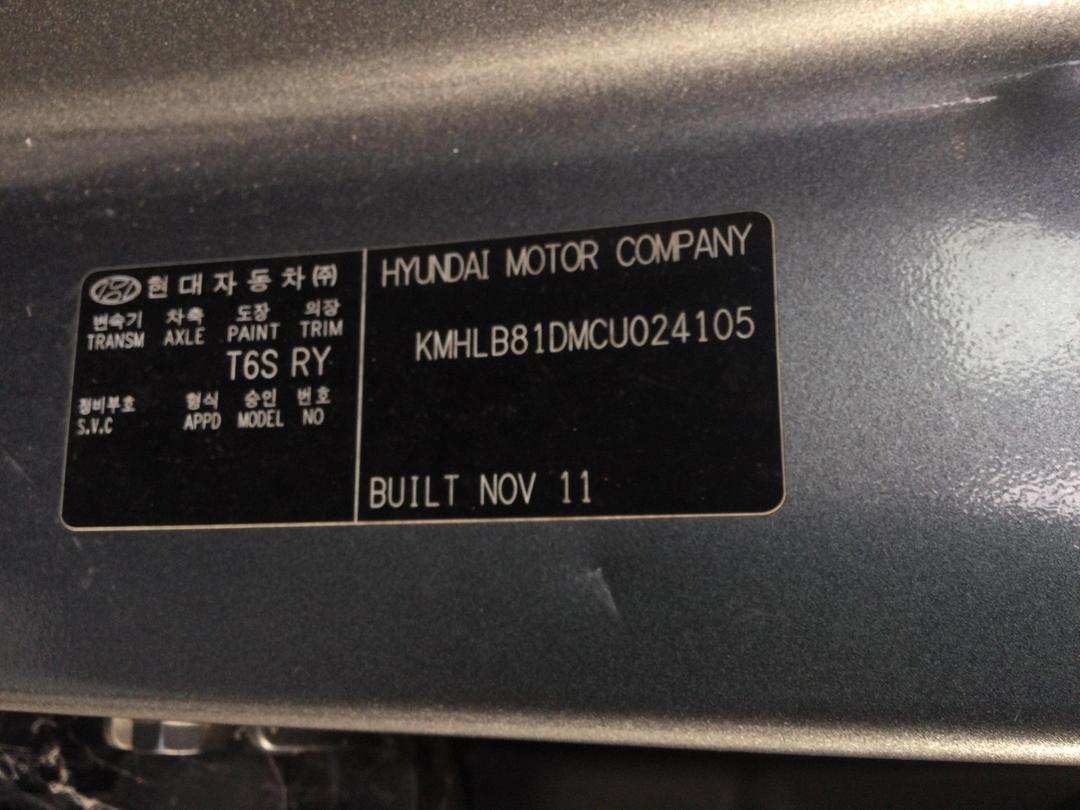 현대자동차㈜
변속기 차축 도장 의장
TRANSM AXLE PAINT TRIM
T6S RY
정비부호 형식 승인 번호
S.V.C APPD MODEL NO
HYUNDAI MOTOR COMPANY
KMHLB81DMCU024105
BUILT NOV 11